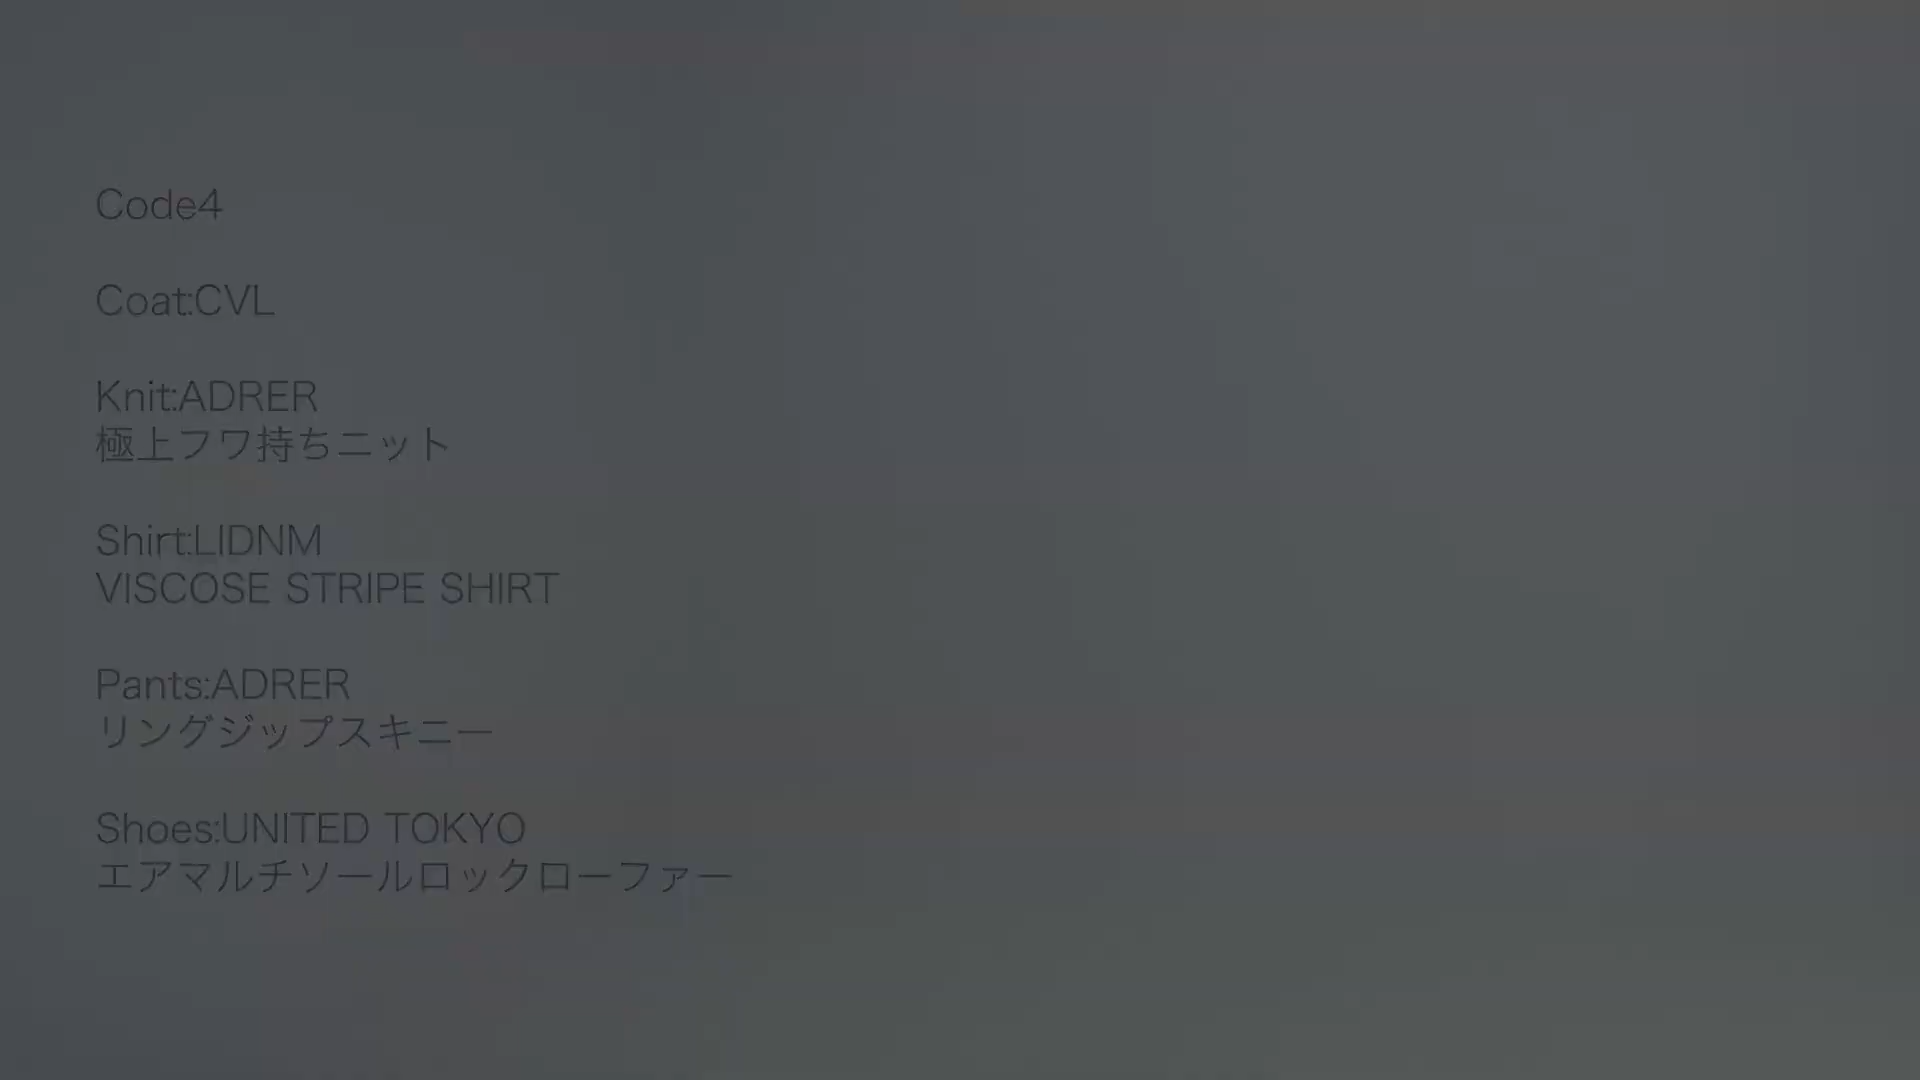 Code4
Coat:CVL
Knit:ADRER
極上フワ持ちニット
Shirt:LIDNM
VISCOSE STRIPE SHIRT
Pants:ADRER
リングジップスキニー
Shoes:UNITED TOKYO
エアマルチソールロックローファー